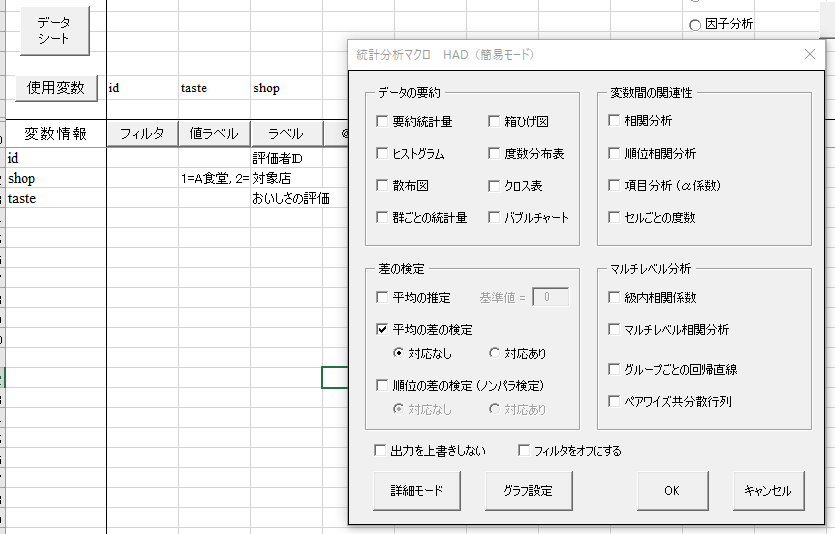 データ
シート
因子分析
使用変数
id
taste
shop
変数情報
フィルタ
値ラベル
ラベル
id
評価者ID
shop
1=A食堂, 2=
対象店
taste
おいしさの評価
統計分析マクロ HAD (簡易モード)
データの要約
要約統計量
箱ひげ図
ヒストグラム
度数分布表
散布図
クロス表
群ごとの統計量
バブルチャート
変数間の関連性
相関分析
順位相関分析
項目分析 (α係数)
セルごとの度数
差の検定
平均の推定
基準値 =
0
平均の差の検定
対応なし
対応あり
順位の差の検定 (ノンパラ検定)
対応なし
対応あり
マルチレベル分析
級内相関係数
マルチレベル相関分析
グループごとの回帰直線
ペアワイズ共分散行列
出力を上書きしない
フィルタをオフにする
詳細モード
グラフ設定
OK
キャンセル